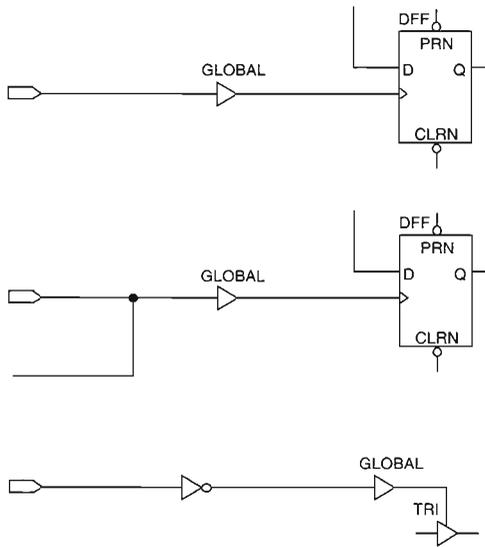 DFF
PRN
GLOBAL
D Q
CLRN
DFF
PRN
GLOBAL
D Q
CLRN
GLOBAL
TRI